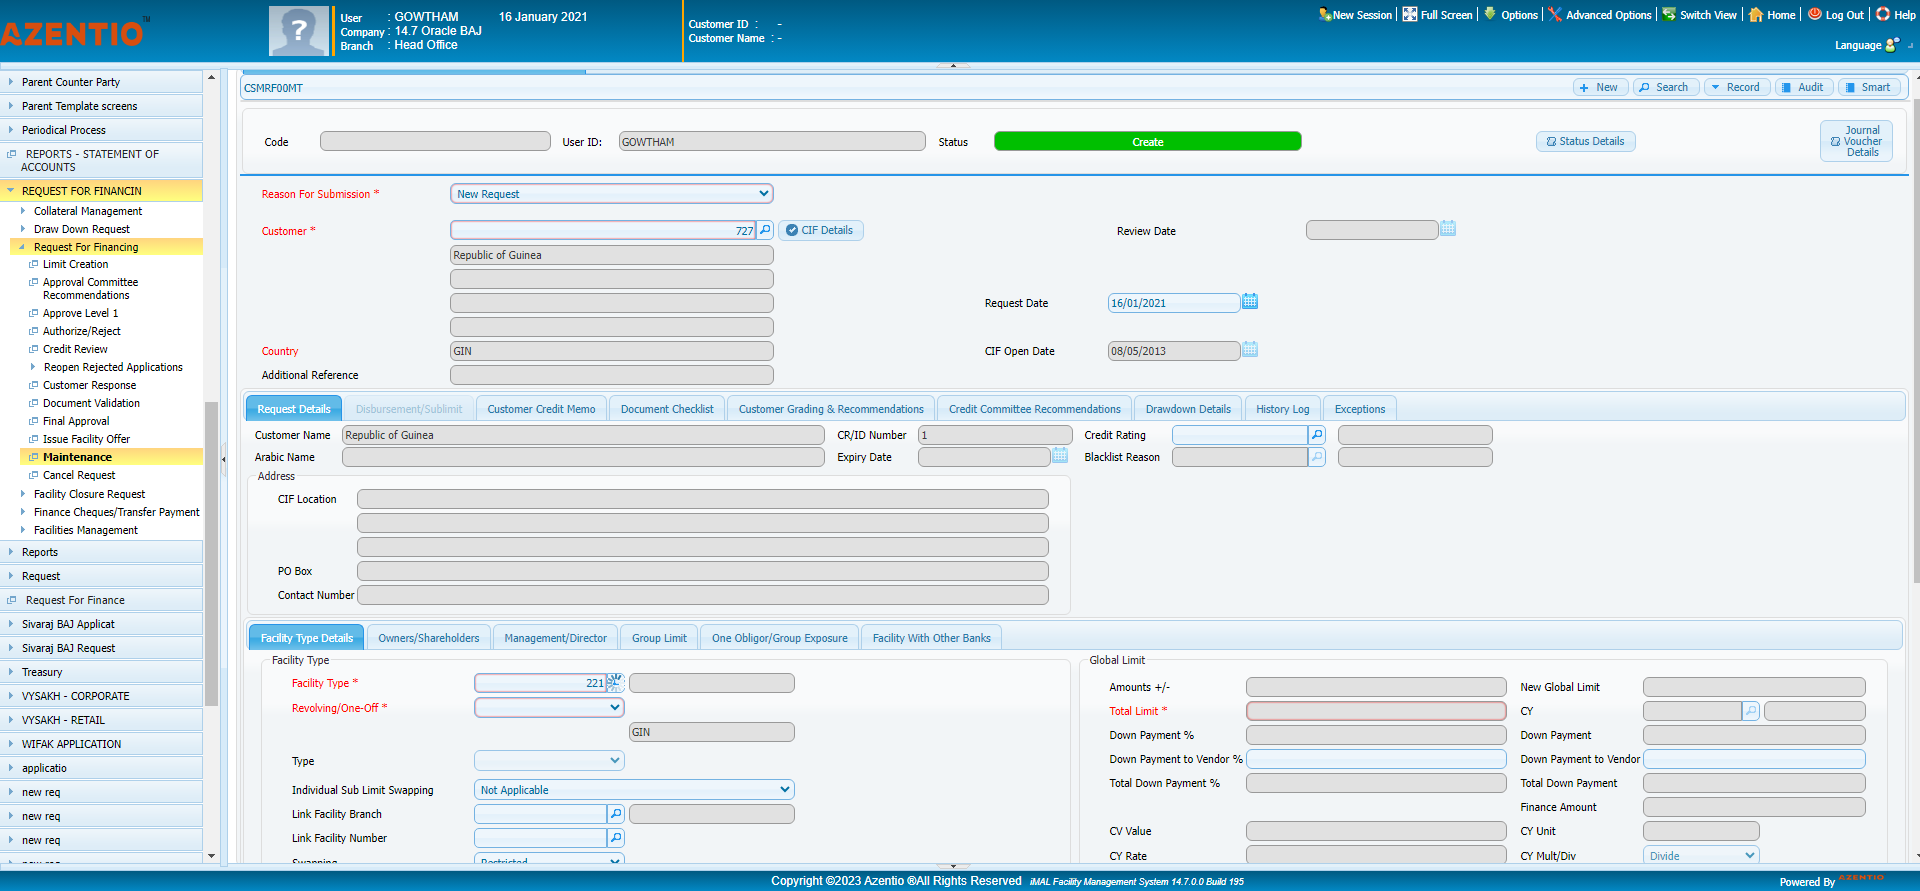 AZENTIO™
User : GOWTHAM 16 January 2021
Company : 14.7 Oracle BAJ
Branch : Head Office
Customer ID : -
Customer Name : -
New Session Full Screen Options Advanced Options Switch View Home Log Out Help
Language
Parent Counter Party
Parent Template screens
Periodical Process
REPORTS - STATEMENT OF
ACCOUNTS
REQUEST FOR FINANCIN
Collateral Management
Draw Down Request
Request For Financing
Limit Creation
Approval Committee
Recommendations
Approve Level 1
Authorize/Reject
Credit Review
Reopen Rejected Applications
Customer Response
Document Validation
Final Approval
Issue Facility Offer
Maintenance
Cancel Request
Facility Closure Request
Finance Cheques/Transfer Payment
Facilities Management
Reports
Request
Request For Finance
Sivaraj BAJ Applicat
Sivaraj BAJ Request
Treasury
VYSAKH - CORPORATE
VYSAKH - RETAIL
WIFAK APPLICATION
applicatio
new req
new req
new req
new req
CSMRF00MT
New Search Record Audit Smart
Code User ID: GOWTHAM Status Create Status Details
Journal
Voucher
Details
Reason For Submission * New Request
Customer * 727 CIF Details Review Date
Republic of Guinea
Request Date 16/01/2021
Country GIN CIF Open Date 08/05/2013
Additional Reference
Request Details Disbursement/Sublimit Customer Credit Memo Document Checklist Customer Grading & Recommendations Credit Committee Recommendations Drawdown Details History Log Exceptions
Customer Name Republic of Guinea CR/ID Number 1 Credit Rating
Arabic Name Expiry Date Blacklist Reason
Address
CIF Location
PO Box
Contact Number
Facility Type Details Owners/Shareholders Management/Director Group Limit One Obligor/Group Exposure Facility With Other Banks
Facility Type
Facility Type * 221
Revolving/One-Off *
GIN
Type
Individual Sub Limit Swapping Not Applicable
Link Facility Branch
Link Facility Number
Swapping Restricted
Global Limit
Amounts +/- New Global Limit
Total Limit * CY
Down Payment % Down Payment
Down Payment to Vendor % Down Payment to Vendor
Total Down Payment % Total Down Payment
Finance Amount
CV Value CY Unit
CY Rate CY Mult/Div Divide
Copyright ©2023 Azentio ®All Rights Reserved iMAL Facility Management System 14.7.0.0 Build 195
Powered By AZENTIO